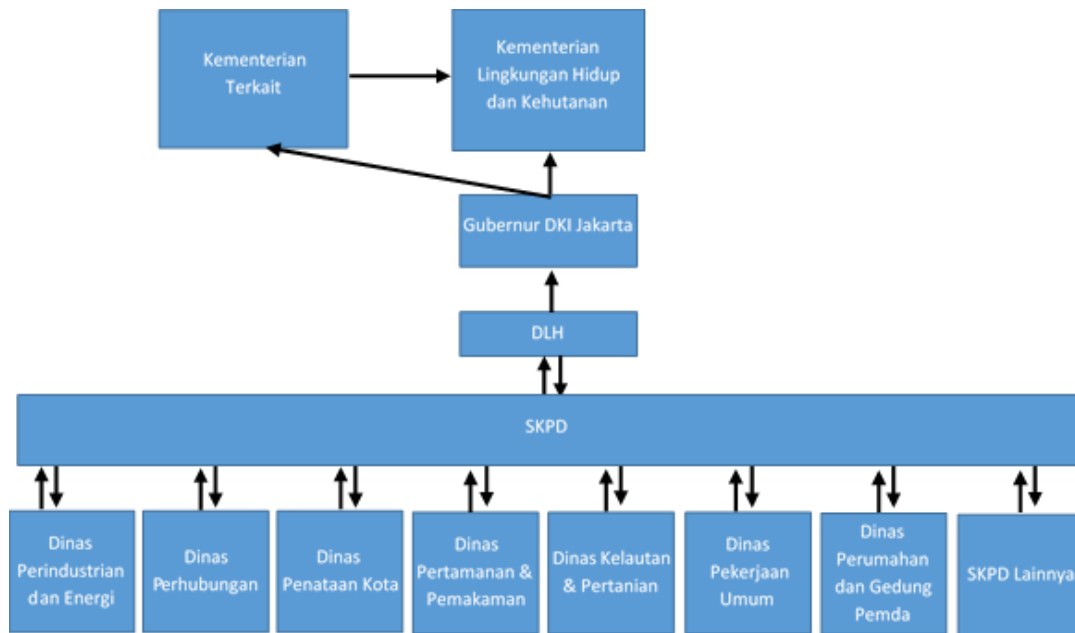 Kementerian
Terkait
Kementerian
Lingkungan Hidup
dan Kehutanan
Gubernur DKI Jakarta
DLH
SKPD
Dinas
Perindustrian
dan Energi
Dinas
Perhubungan
Dinas
Penataan Kota
Dinas
Pertamanan &
Pemakaman
Dinas Kelautan
& Pertanian
Dinas
Pekerjaan
Umum
Dinas
Perumahan
dan Gedung
Pemda
SKPD Lainnya